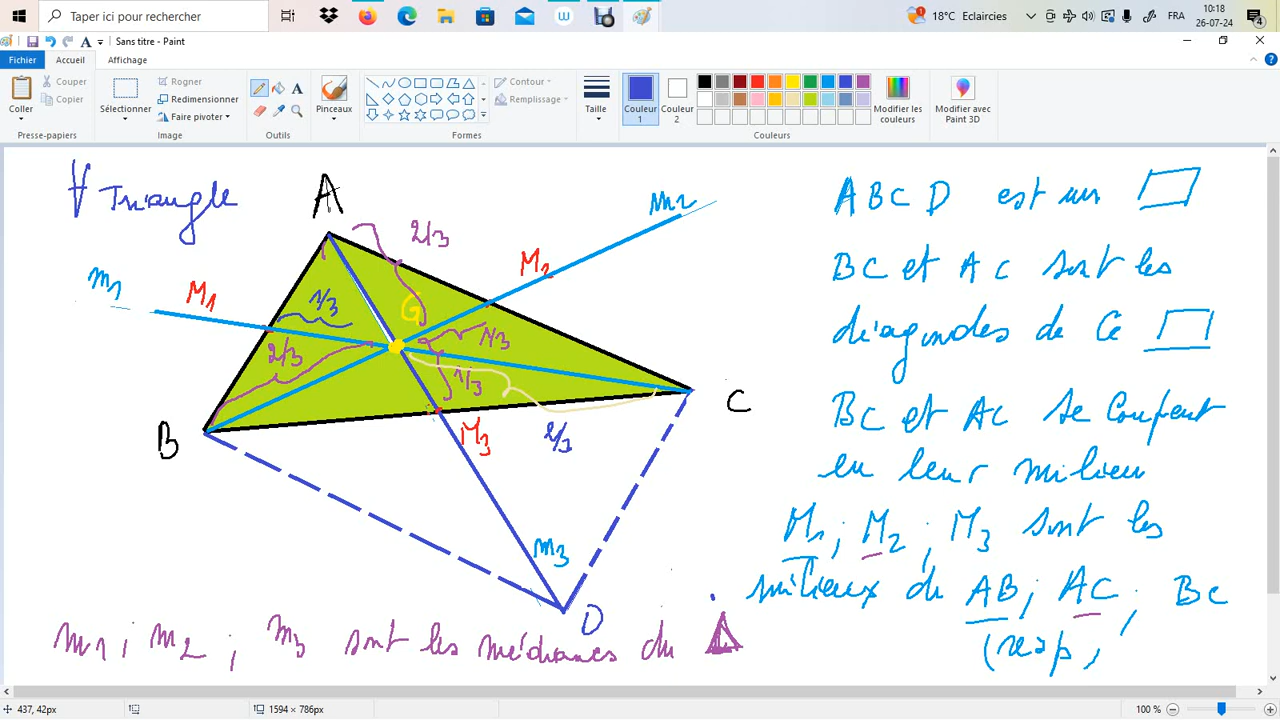 Taper ici pour rechercher
18°C Eclaircies
FRA
10:18
26-07-24
4
Sans titre - Paint
Fichier
Accueil
Affichage
Coller
Couper
Copier
Presse-papiers
Sélectionner
Rogner
Redimensionner
Faire pivoter
Image
A
Outils
Pinceaux
Contour
Remplissage
Formes
Taille
Couleur 1
Couleur 2
Modifier les couleurs
Couleurs
Modifier avec Paint 3D
∀ Triangle
A
2/3
m2
M2
m1
M1
1/3
G
2/3
1/3
1/3
C
B
M3
2/3
m3
D
m1 ; m2 ; m3 sont les médianes du
ABCD est un
BC et AC sont les
diagonales de Ce
BC et AC se coupent
en leur milieu
M1 ; M2 ; M3 sont les
milieux de AB ; AC ; BC
(resp,
437, 42px
1594 × 786px
100 %